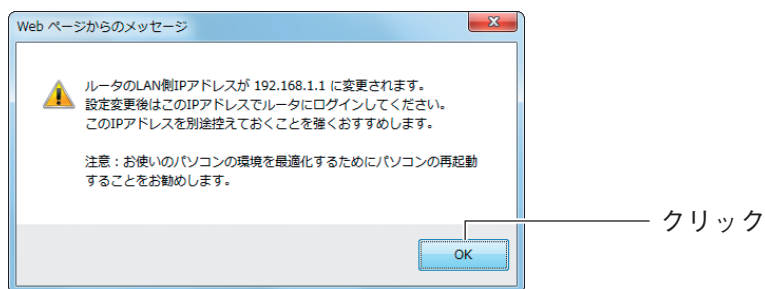 Web ページからのメッセージ
ルータのLAN側IPアドレスが 192.168.1.1 に変更されます。
設定変更後はこのIPアドレスでルータにログインしてください。
このIPアドレスを別途控えておくことを強くおすすめします。
注意：お使いのパソコンの環境を最適化するためにパソコンの再起動
することをお勧めします。
クリック
OK